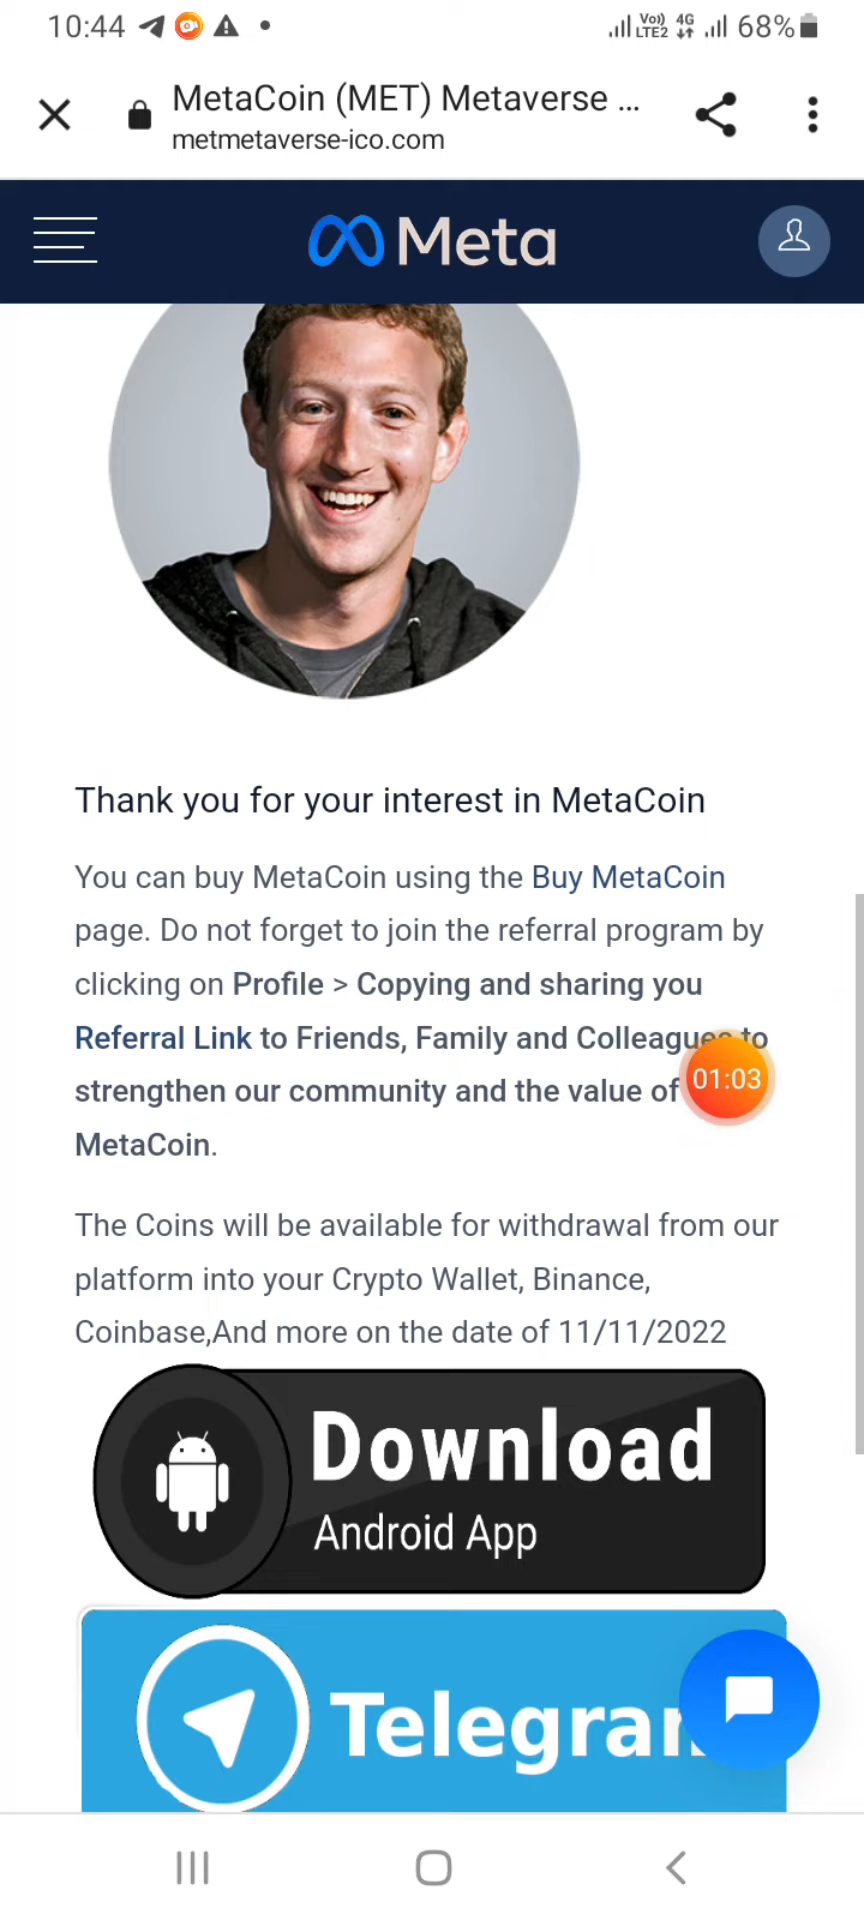 10:44
Vo)) LTE2 4G 68%
MetaCoin (MET) Metaverse ...
metmetaverse-ico.com
Meta
Thank you for your interest in MetaCoin
You can buy MetaCoin using the Buy MetaCoin
page. Do not forget to join the referral program by
clicking on Profile > Copying and sharing you
Referral Link to Friends, Family and Colleagues to
strengthen our community and the value of
01:03
MetaCoin.
The Coins will be available for withdrawal from our
platform into your Crypto Wallet, Binance,
Coinbase,And more on the date of 11/11/2022
Download
Android App
Telegram